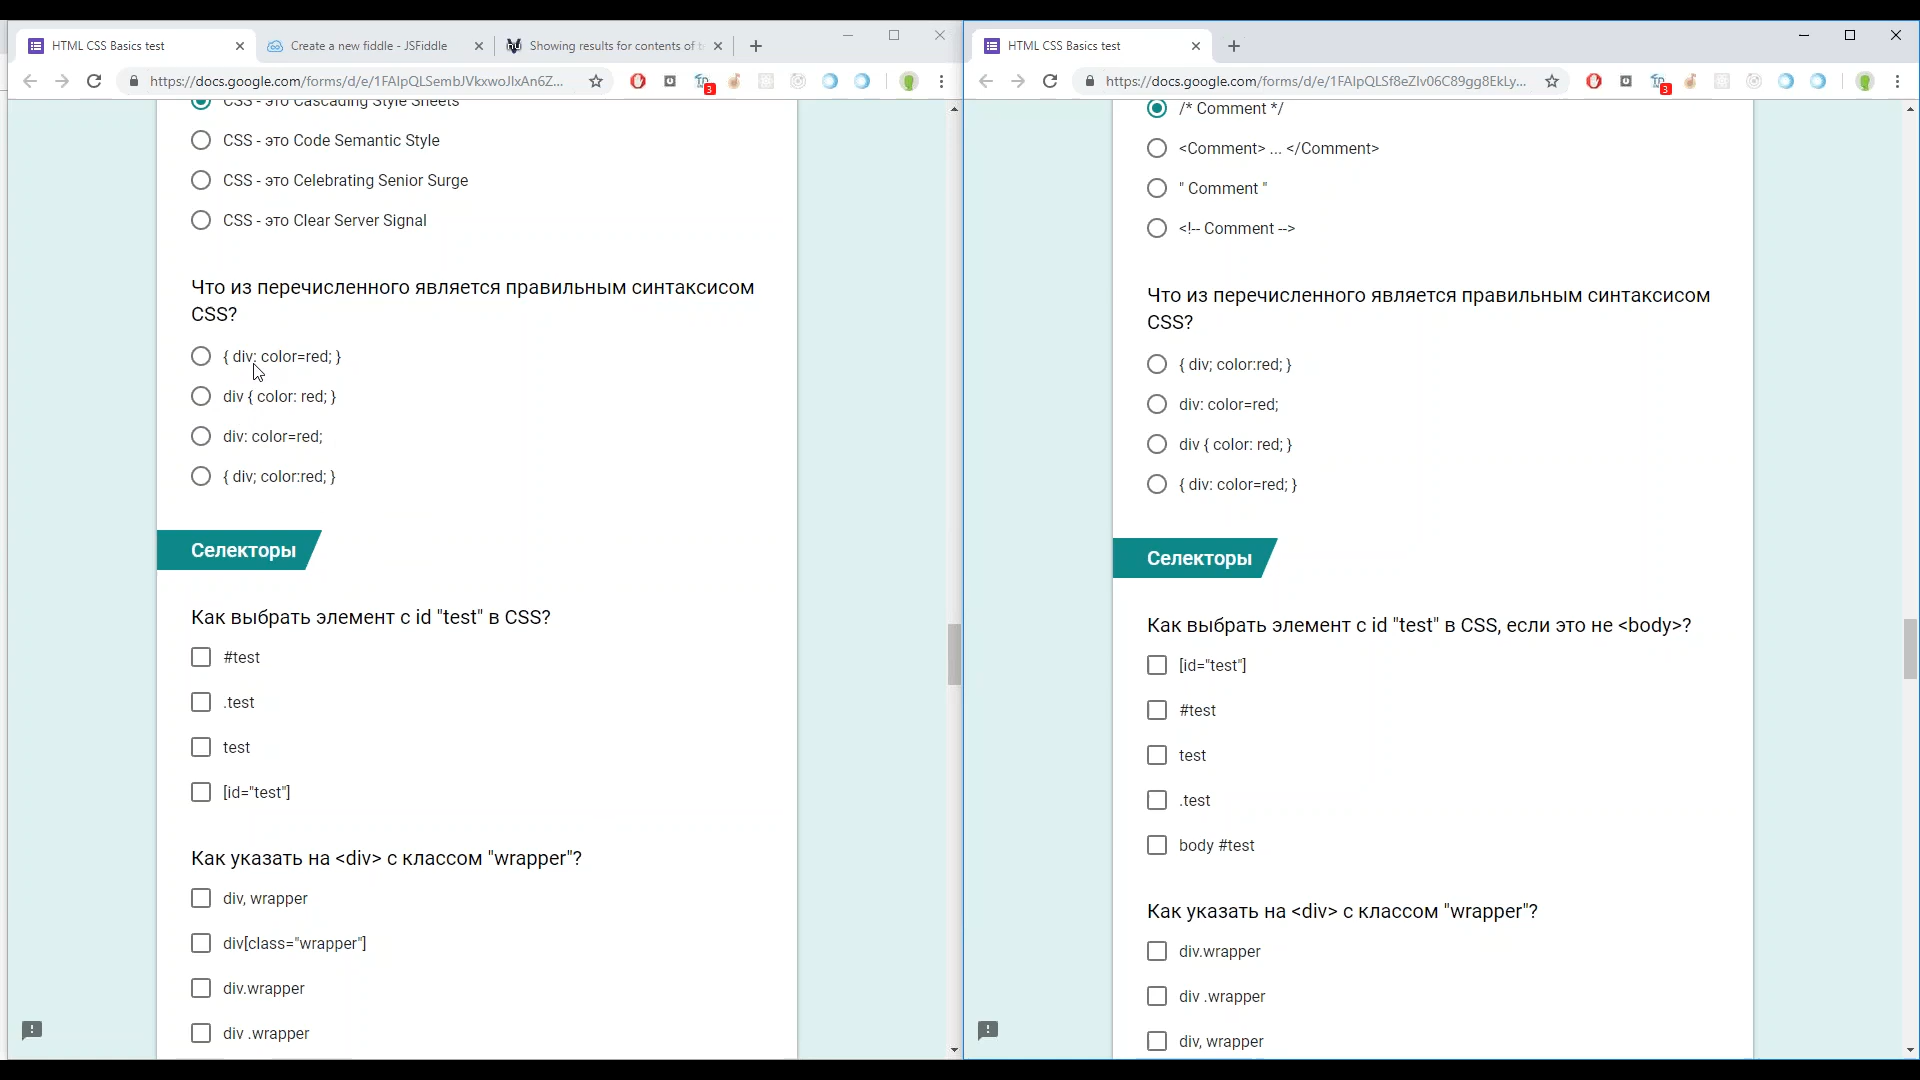 HTML CSS Basics test
Create a new fiddle - JSFiddle
Showing results for contents of
https://docs.google.com/forms/d/e/1FAIpQLSembJVkxwoJlxAn6Z...
3
CSS - это Cascading Style Sheets
CSS - это Code Semantic Style
CSS - это Celebrating Senior Surge
CSS - это Clear Server Signal
Что из перечисленного является правильным синтаксисом
CSS?
{ div: color=red; }
div { color: red; }
div: color=red;
{ div; color:red; }
Селекторы
Как выбрать элемент с id "test" в CSS?
#test
.test
test
[id="test"]
Как указать на <div> с классом "wrapper"?
div, wrapper
div[class="wrapper"]
div.wrapper
div .wrapper
HTML CSS Basics test
https://docs.google.com/forms/d/e/1FAIpQLSf8eZlv06C89gg8EkLy...
3
/* Comment */
<Comment> ... </Comment>
" Comment "
<!-- Comment -->
Что из перечисленного является правильным синтаксисом
CSS?
{ div; color:red; }
div: color=red;
div { color: red; }
{ div: color=red; }
Селекторы
Как выбрать элемент с id "test" в CSS, если это не <body>?
[id="test"]
#test
test
.test
body #test
Как указать на <div> с классом "wrapper"?
div.wrapper
div .wrapper
div, wrapper